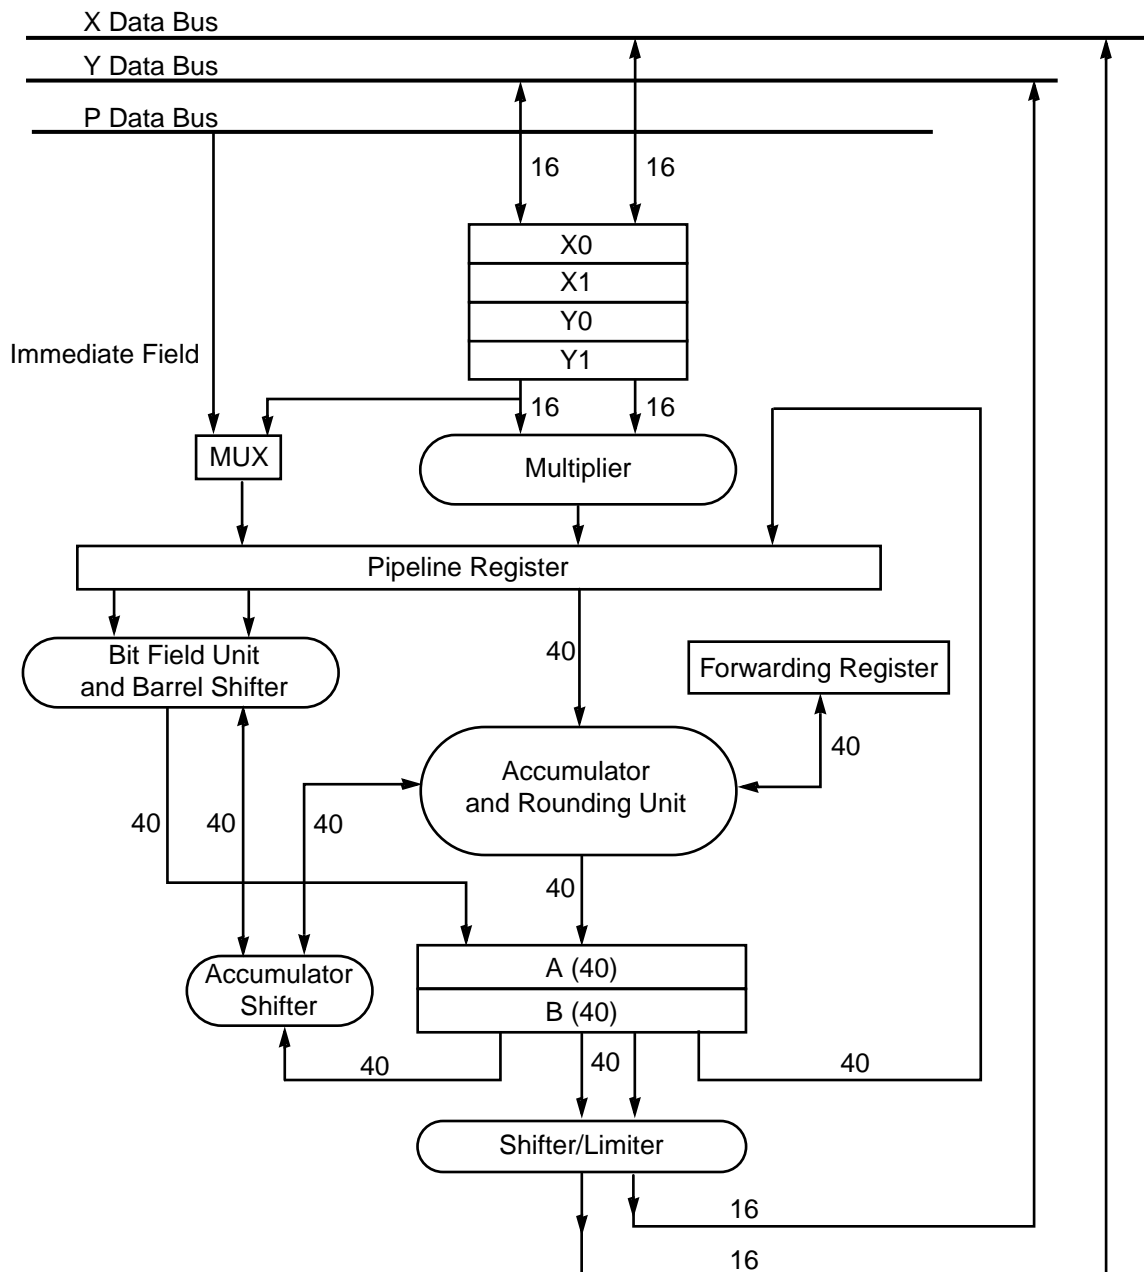 X Data Bus
Y Data Bus
P Data Bus
16
16
X0
X1
Y0
Y1
Immediate Field
16
16
MUX
Multiplier
Pipeline Register
Bit Field Unit
and Barrel Shifter
40
Forwarding Register
40
Accumulator
and Rounding Unit
40
40
40
40
Accumulator
Shifter
A (40)
B (40)
40
40
40
Shifter/Limiter
16
16